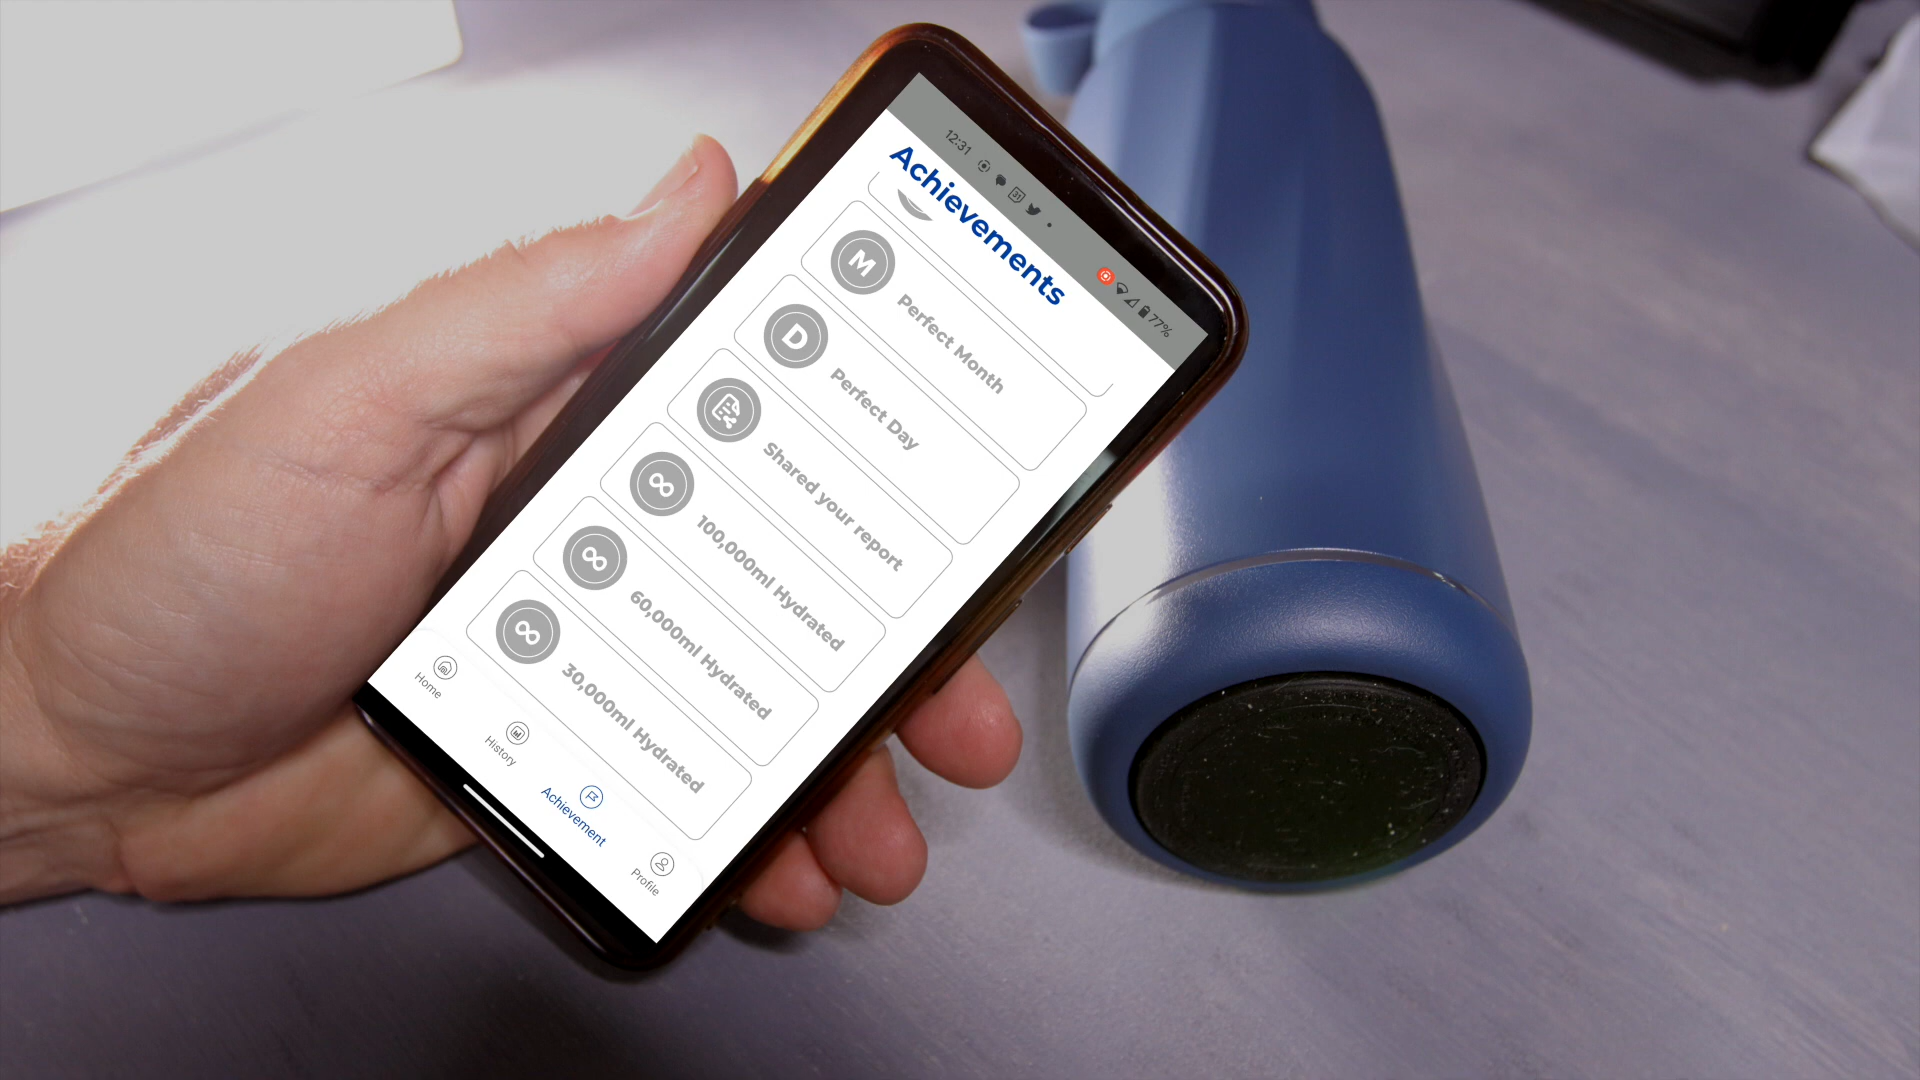 12:31
31
77%
Achievements
M
Perfect Month
D
Perfect Day
Shared your report
100,000ml Hydrated
60,000ml Hydrated
30,000ml Hydrated
Home
History
Achievement
Profile